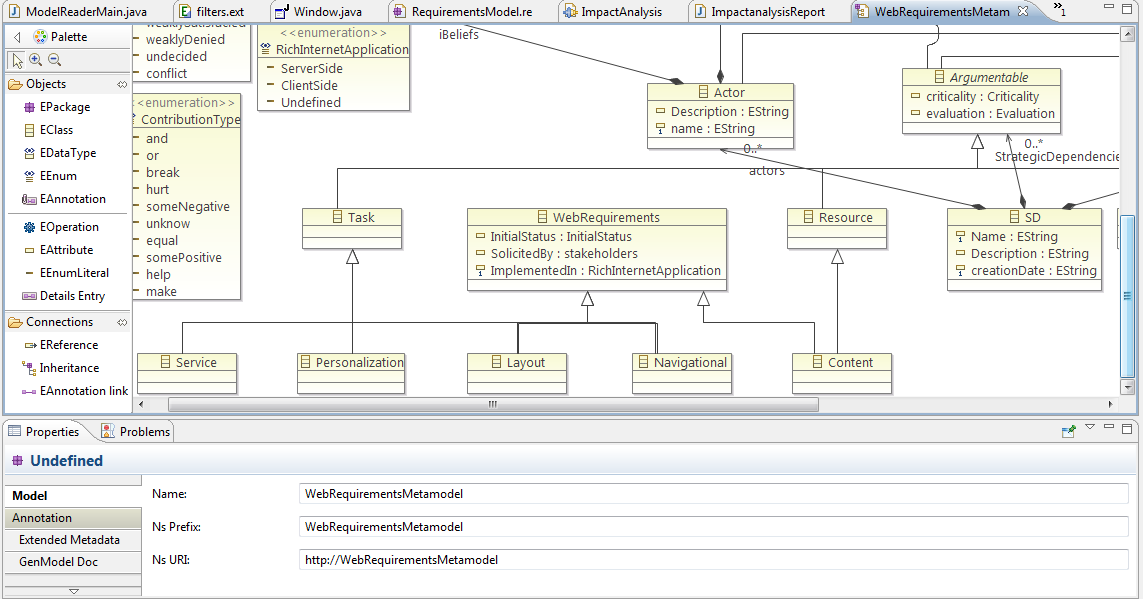 ModelReaderMain.java
filters.ext
Window.java
RequirementsModel.re
ImpactAnalysis
ImpactanalysisReport
WebRequirementsMetam
»1
Palette
Objects
EPackage
EClass
EDataType
EEnum
EAnnotation
EOperation
EAttribute
EEnumLiteral
Details Entry
Connections
EReference
Inheritance
EAnnotation link
weaklyDenied
undecided
conflict
<<enumeration>>
RichInternetApplication
ServerSide
ClientSide
Undefined
<enumeration>>
ContributionType
and
or
break
hurt
someNegative
unknow
equal
somePositive
help
make
iBeliefs
Actor
Description : EString
name : EString
0..*
actors
Argumentable
criticality : Criticality
evaluation : Evaluation
0..*
StrategicDependencie
Task
WebRequirements
InitialStatus : InitialStatus
SolicitedBy : stakeholders
ImplementedIn : RichInternetApplication
Resource
SD
Name : EString
Description : EString
creationDate : EString
Service
Personalization
Layout
Navigational
Content
Properties
Problems
Undefined
Model
Annotation
Extended Metadata
GenModel Doc
Name:
WebRequirementsMetamodel
Ns Prefix:
WebRequirementsMetamodel
Ns URI:
http://WebRequirementsMetamodel